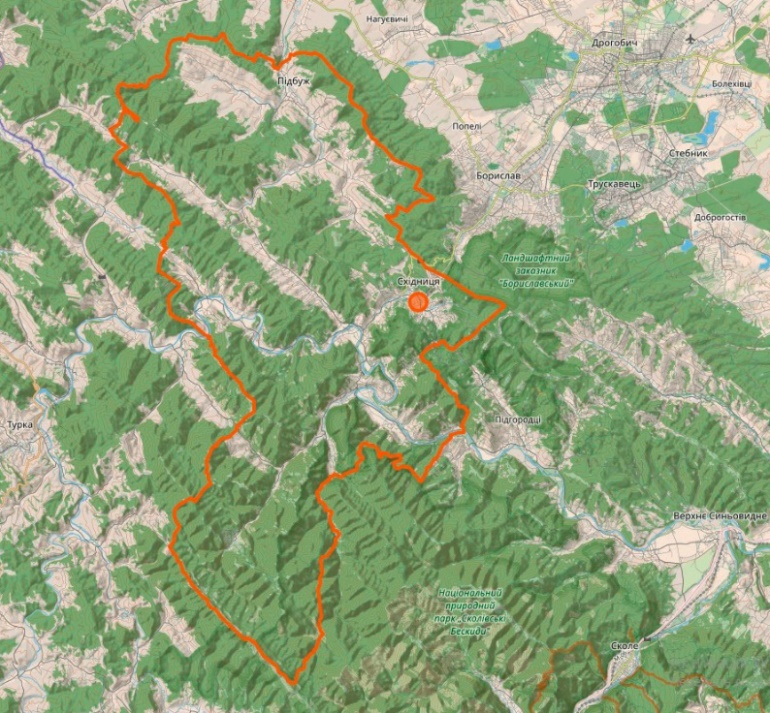 Нагуєвичі
Дрогобич
Підбуж
Болехівці
Попелі
Стебник
Борислав
Трускавець
Доброгостів
Ландшафтний
заказник
"Бориславський"
Східниця
Підгородці
Турка
Верхнє Синьовидне
Національний
природний
парк „Сколівські
Бескиди"
Сколе